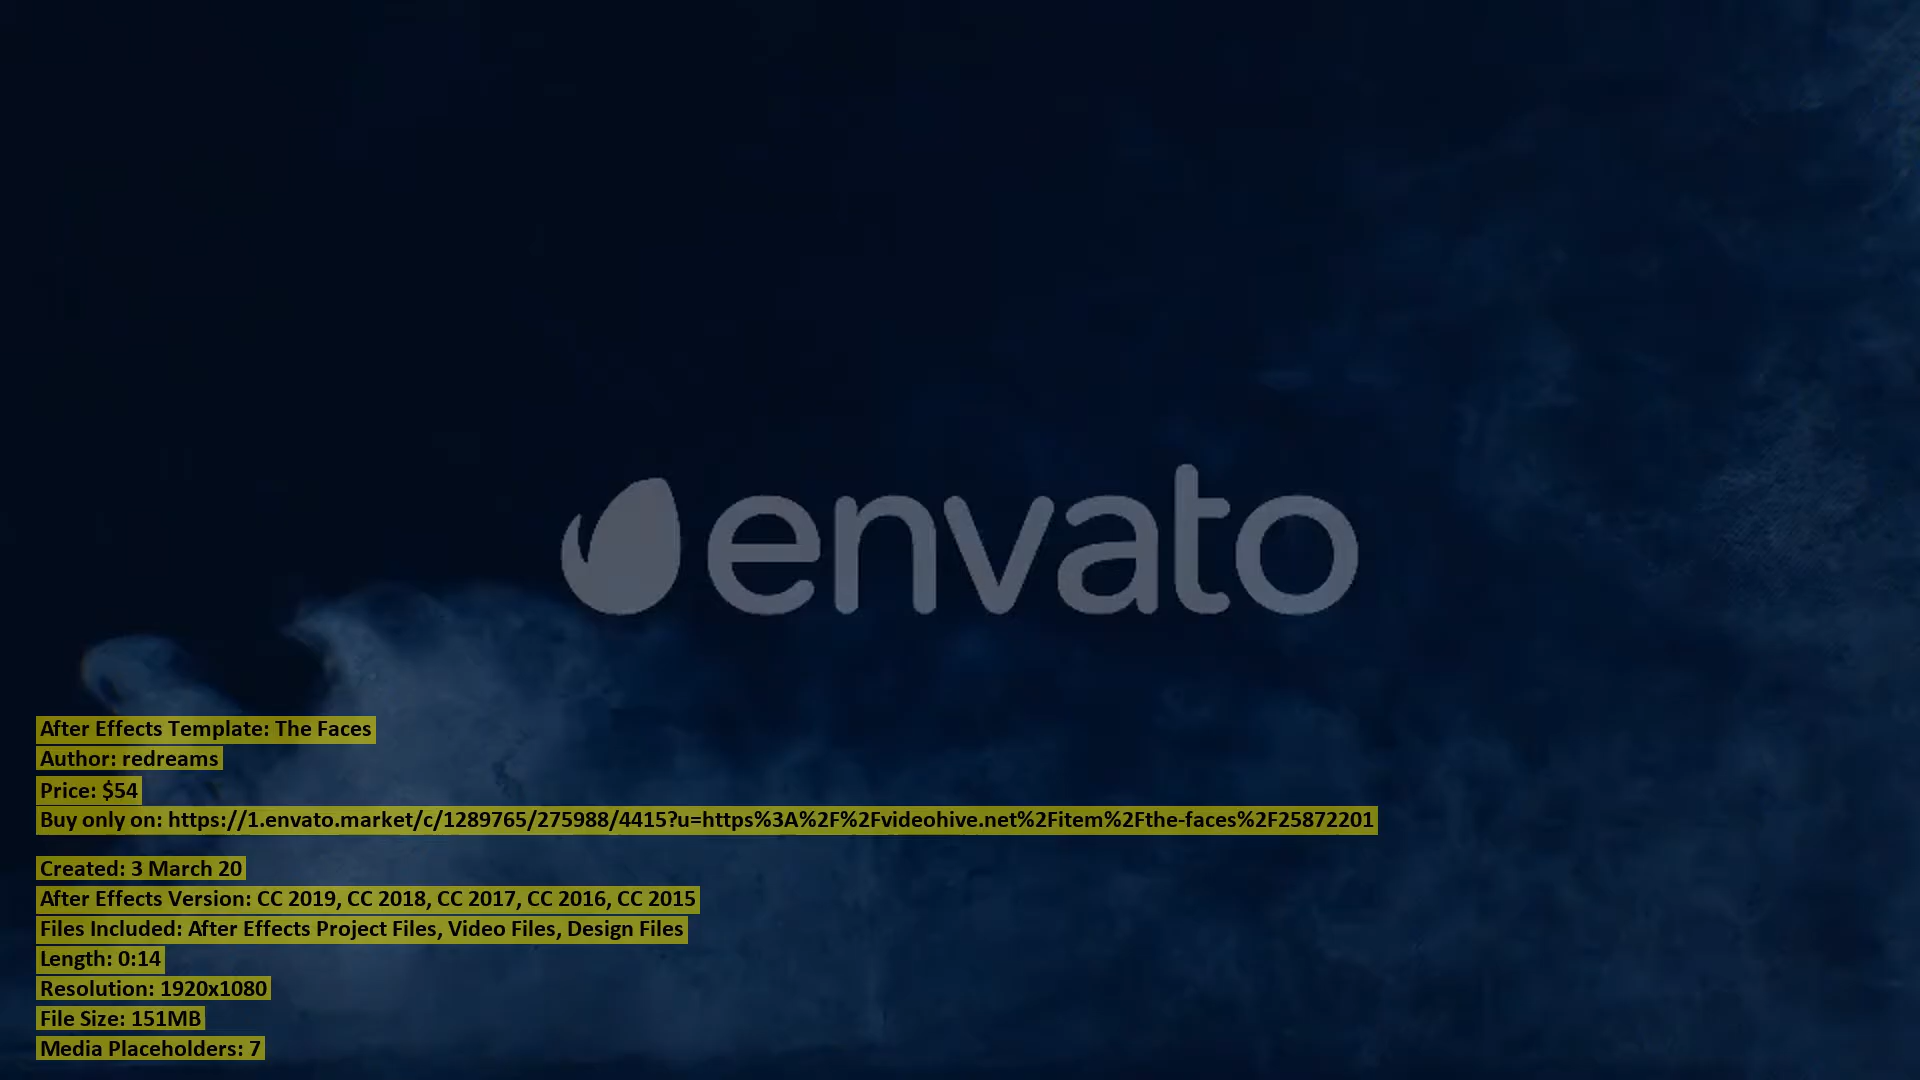 envato
After Effects Template: The Faces
Author: redreams
Price: $54
Buy only on: https://1.envato.market/c/1289765/275988/4415?u=https%3A%2F%2Fvideohive.net%2Fitem%2Fthe-faces%2F25872201
Created: 3 March 20
After Effects Version: CC 2019, CC 2018, CC 2017, CC 2016, CC 2015
Files Included: After Effects Project Files, Video Files, Design Files
Length: 0:14
Resolution: 1920x1080
File Size: 151MB
Media Placeholders: 7